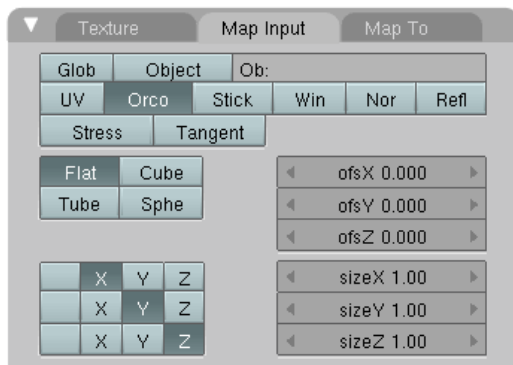 Texture Map Input Map To
Glob Object Ob:
UV Orco Stick Win Nor Refl
Stress Tangent
Flat Cube ofsX 0.000
Tube Sphe ofsY 0.000
ofsZ 0.000
X Y Z sizeX 1.00
X Y Z sizeY 1.00
X Y Z sizeZ 1.00